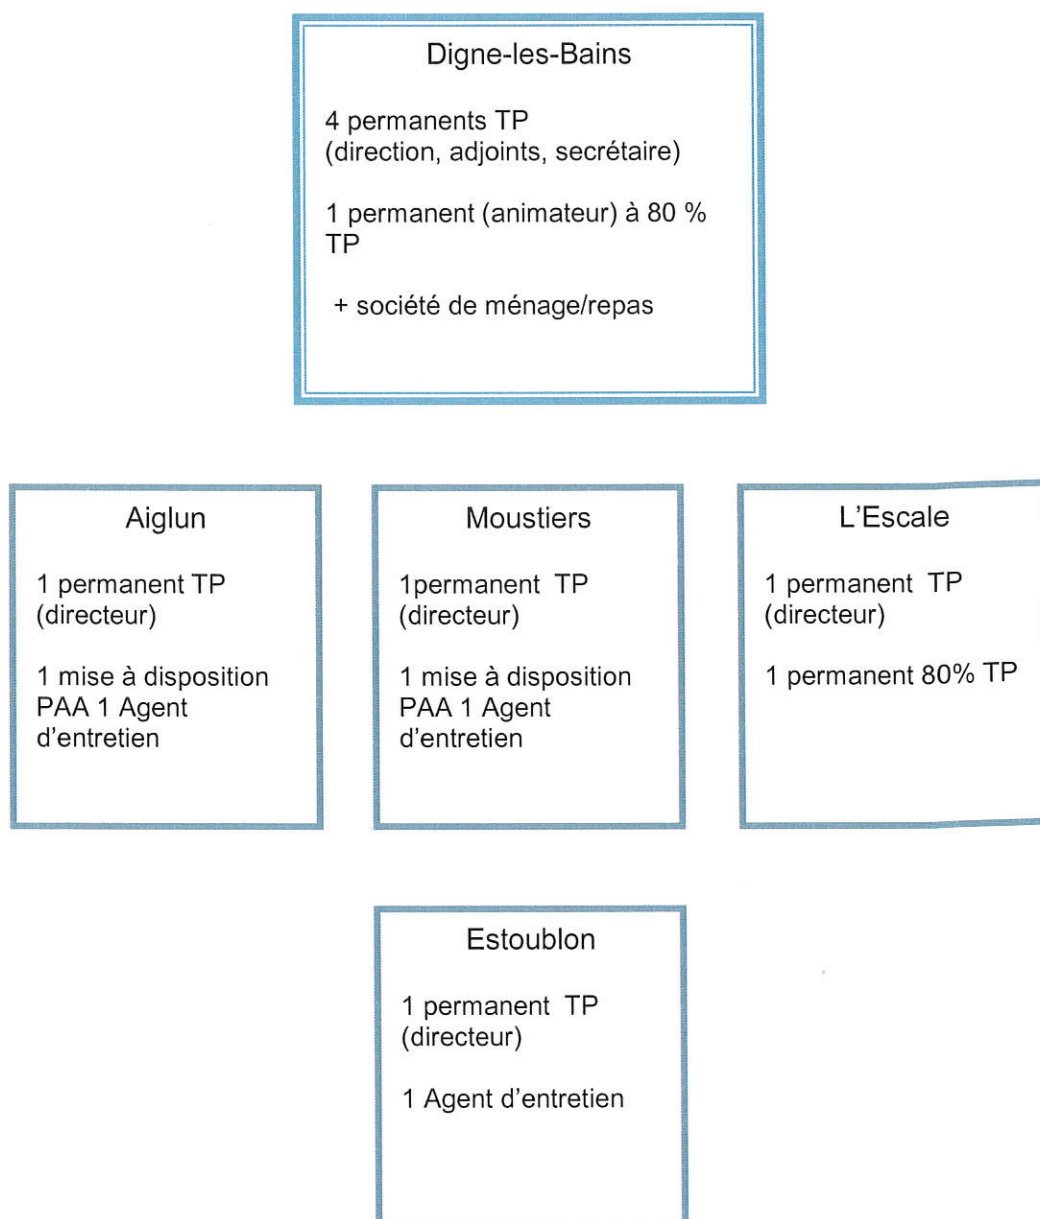 Digne-les-Bains
4 permanents TP
(direction, adjoints, secrétaire)
1 permanent (animateur) à 80 %
TP
+ société de ménage/repas
Aiglun
1 permanent TP
(directeur)
1 mise à disposition
PAA 1 Agent
d'entretien
Moustiers
1permanent TP
(directeur)
1 mise à disposition
PAA 1 Agent
d'entretien
L'Escale
1 permanent TP
(directeur)
1 permanent 80% TP
Estoublon
1 permanent TP
(directeur)
1 Agent d'entretien